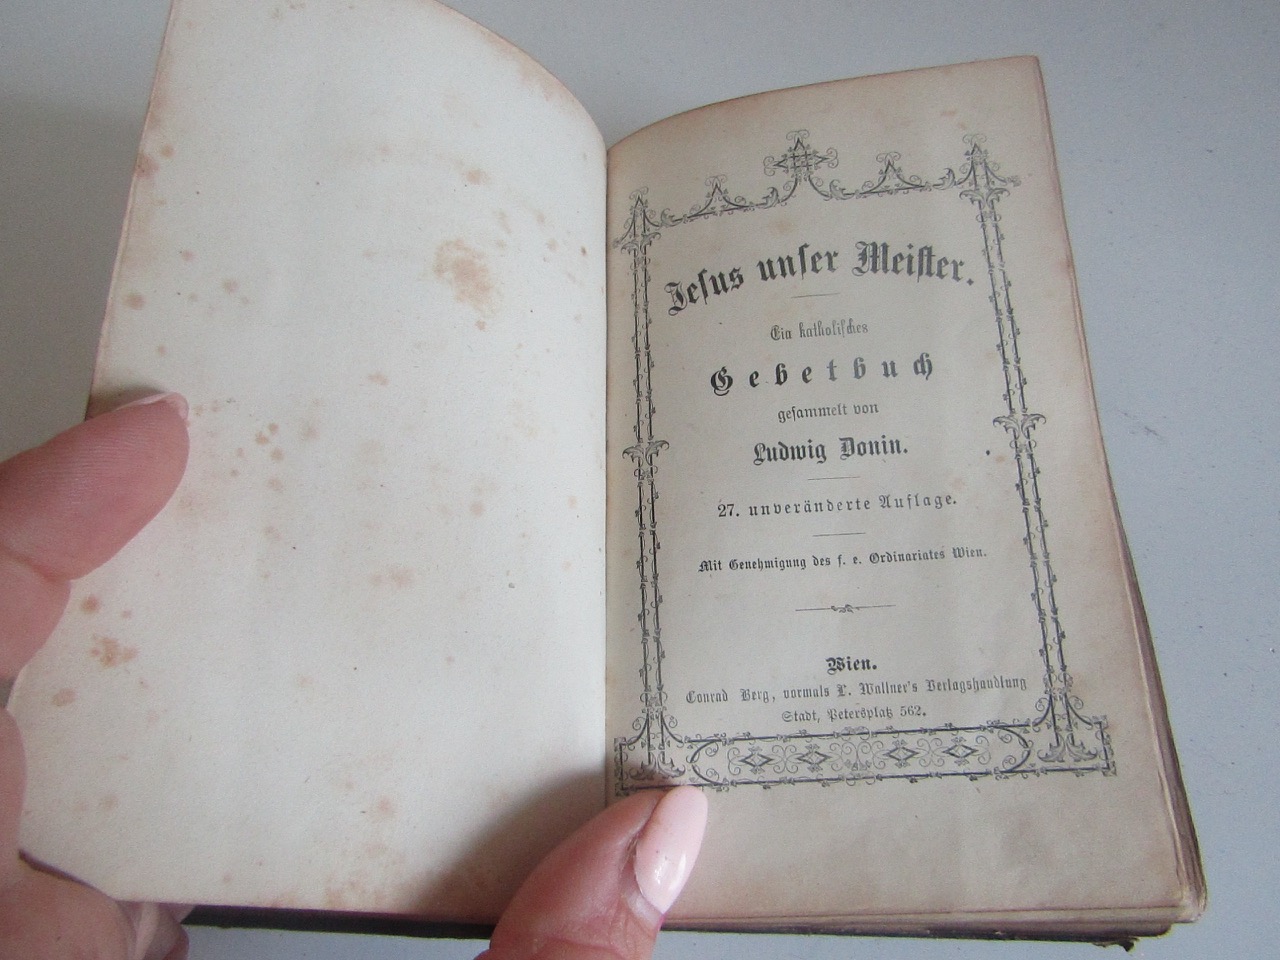 Jeſus unſer Meiſter.
Ein katholiſches
Gebetbuch
geſammelt von
Ludwig Donin.
27. unveränderte Auflage.
Mit Genehmigung des f. e. Ordinariates Wien.
Wien.
Conrad Berg, vormals L. Wallner's Verlagshandlung
Stadt, Petersplatz 562.